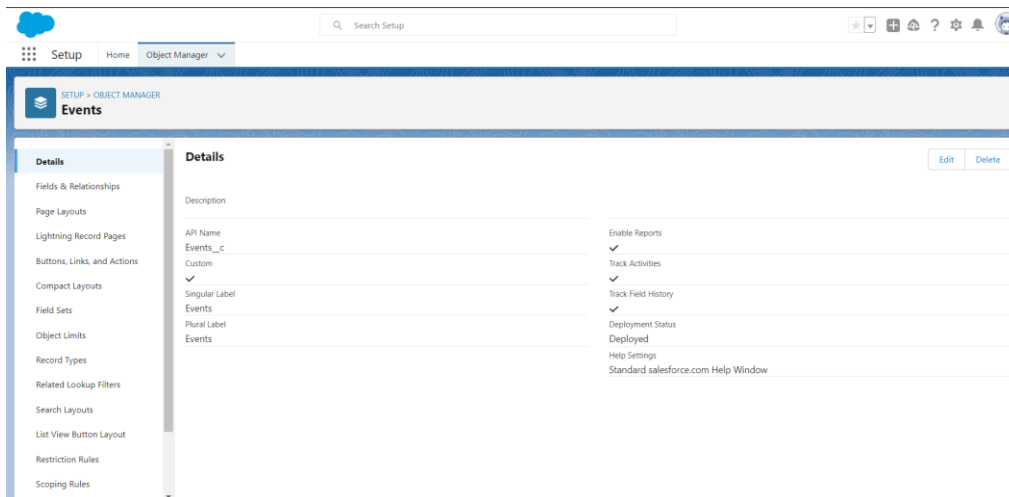 Search Setup
Setup
Home
Object Manager
SETUP > OBJECT MANAGER
Events
Details
Fields & Relationships
Page Layouts
Lightning Record Pages
Buttons, Links, and Actions
Compact Layouts
Field Sets
Object Limits
Record Types
Related Lookup Filters
Search Layouts
List View Button Layout
Restriction Rules
Scoping Rules
Details
Edit
Delete
Description
API Name
Events__c
Custom
Singular Label
Events
Plural Label
Events
Enable Reports
Track Activities
Track Field History
Deployment Status
Deployed
Help Settings
Standard salesforce.com Help Window